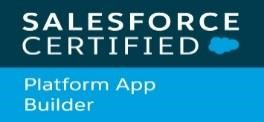 SALESFORCE
CERTIFIED
Platform App
Builder